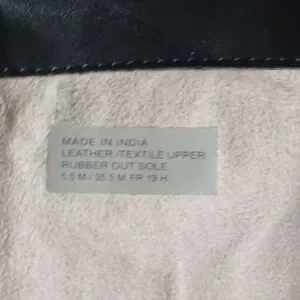 MADE IN INDIA
LEATHER /TEXTILE UPPER
RUBBER OUT SOLE
5.5 M / 35.5 M FR 19 H